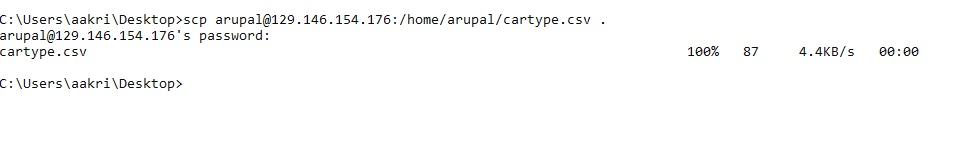 C:\Users\aakri\Desktop>scp arupal@129.146.154.176:/home/arupal/cartype.csv .
arupal@129.146.154.176's password:
cartype.csv 100% 87 4.4KB/s 00:00
C:\Users\aakri\Desktop>